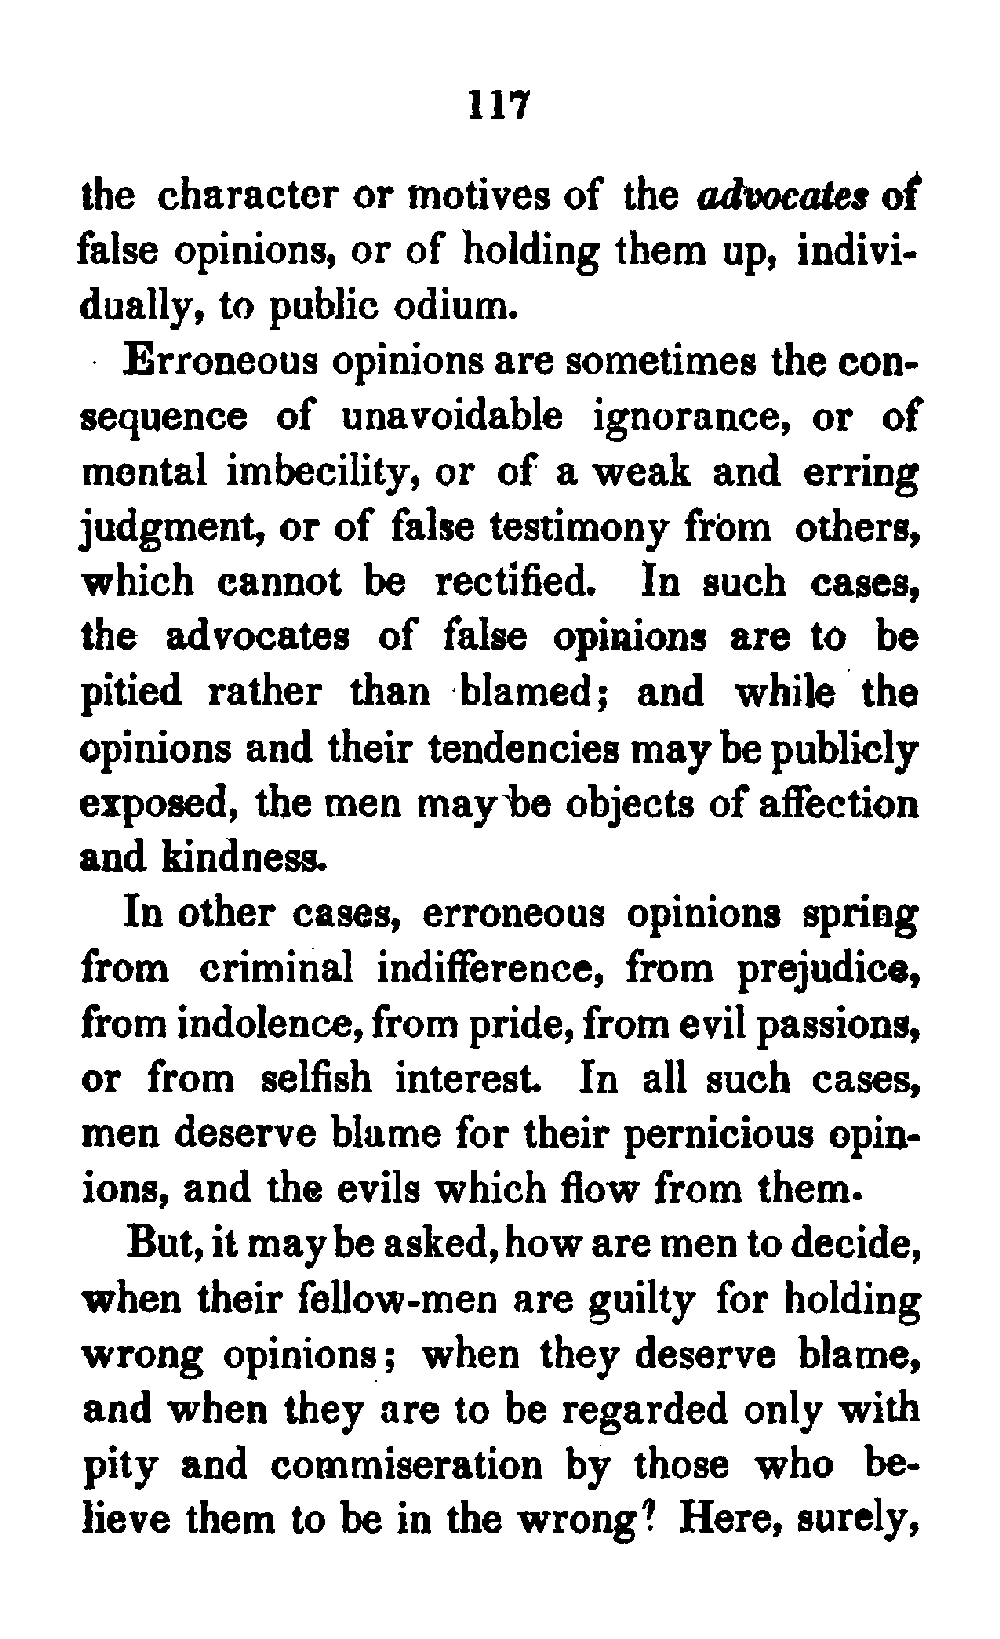 117
the character or motives of the advocates of
false opinions, or of holding them up, indivi-
dually, to public odium.
Erroneous opinions are sometimes the con-
sequence of unavoidable ignorance, or of
mental imbecility, or of a weak and erring
judgment, or of false testimony from others,
which cannot be rectified. In such cases,
the advocates of false opinions are to be
pitied rather than blamed; and while the
opinions and their tendencies may be publicly
exposed, the men may be objects of affection
and kindness.
In other cases, erroneous opinions spring
from criminal indifference, from prejudice,
from indolence, from pride, from evil passions,
or from selfish interest. In all such cases,
men deserve blame for their pernicious opin-
ions, and the evils which flow from them.
But, it may be asked, how are men to decide,
when their fellow-men are guilty for holding
wrong opinions; when they deserve blame,
and when they are to be regarded only with
pity and commiseration by those who be-
lieve them to be in the wrong? Here, surely,